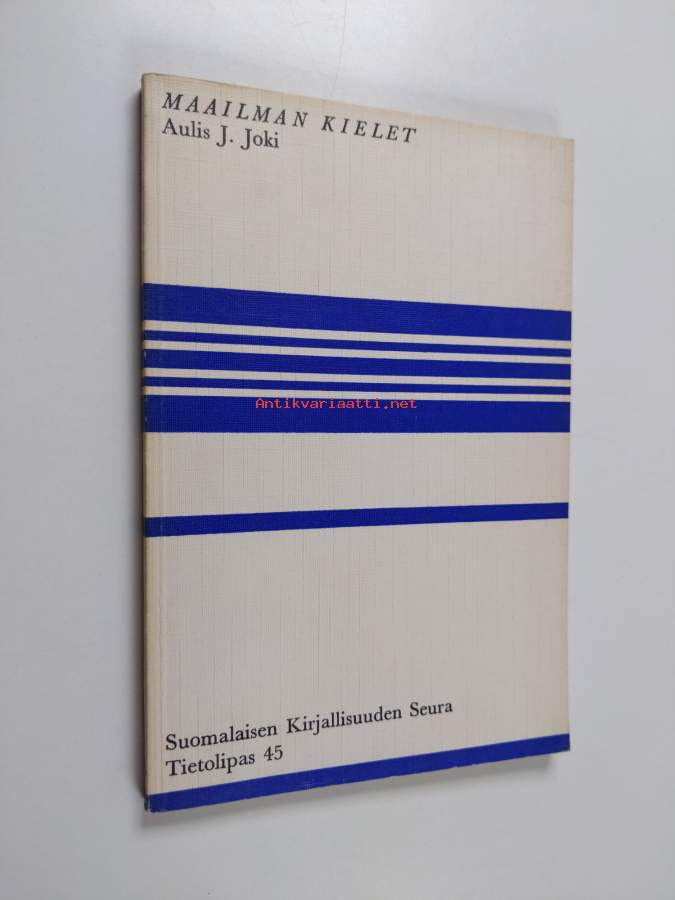 MAAILMAN KIELET
Aulis J. Joki
Antikvariaatti.net
Suomalaisen Kirjallisuuden Seura
Tietolipas 45